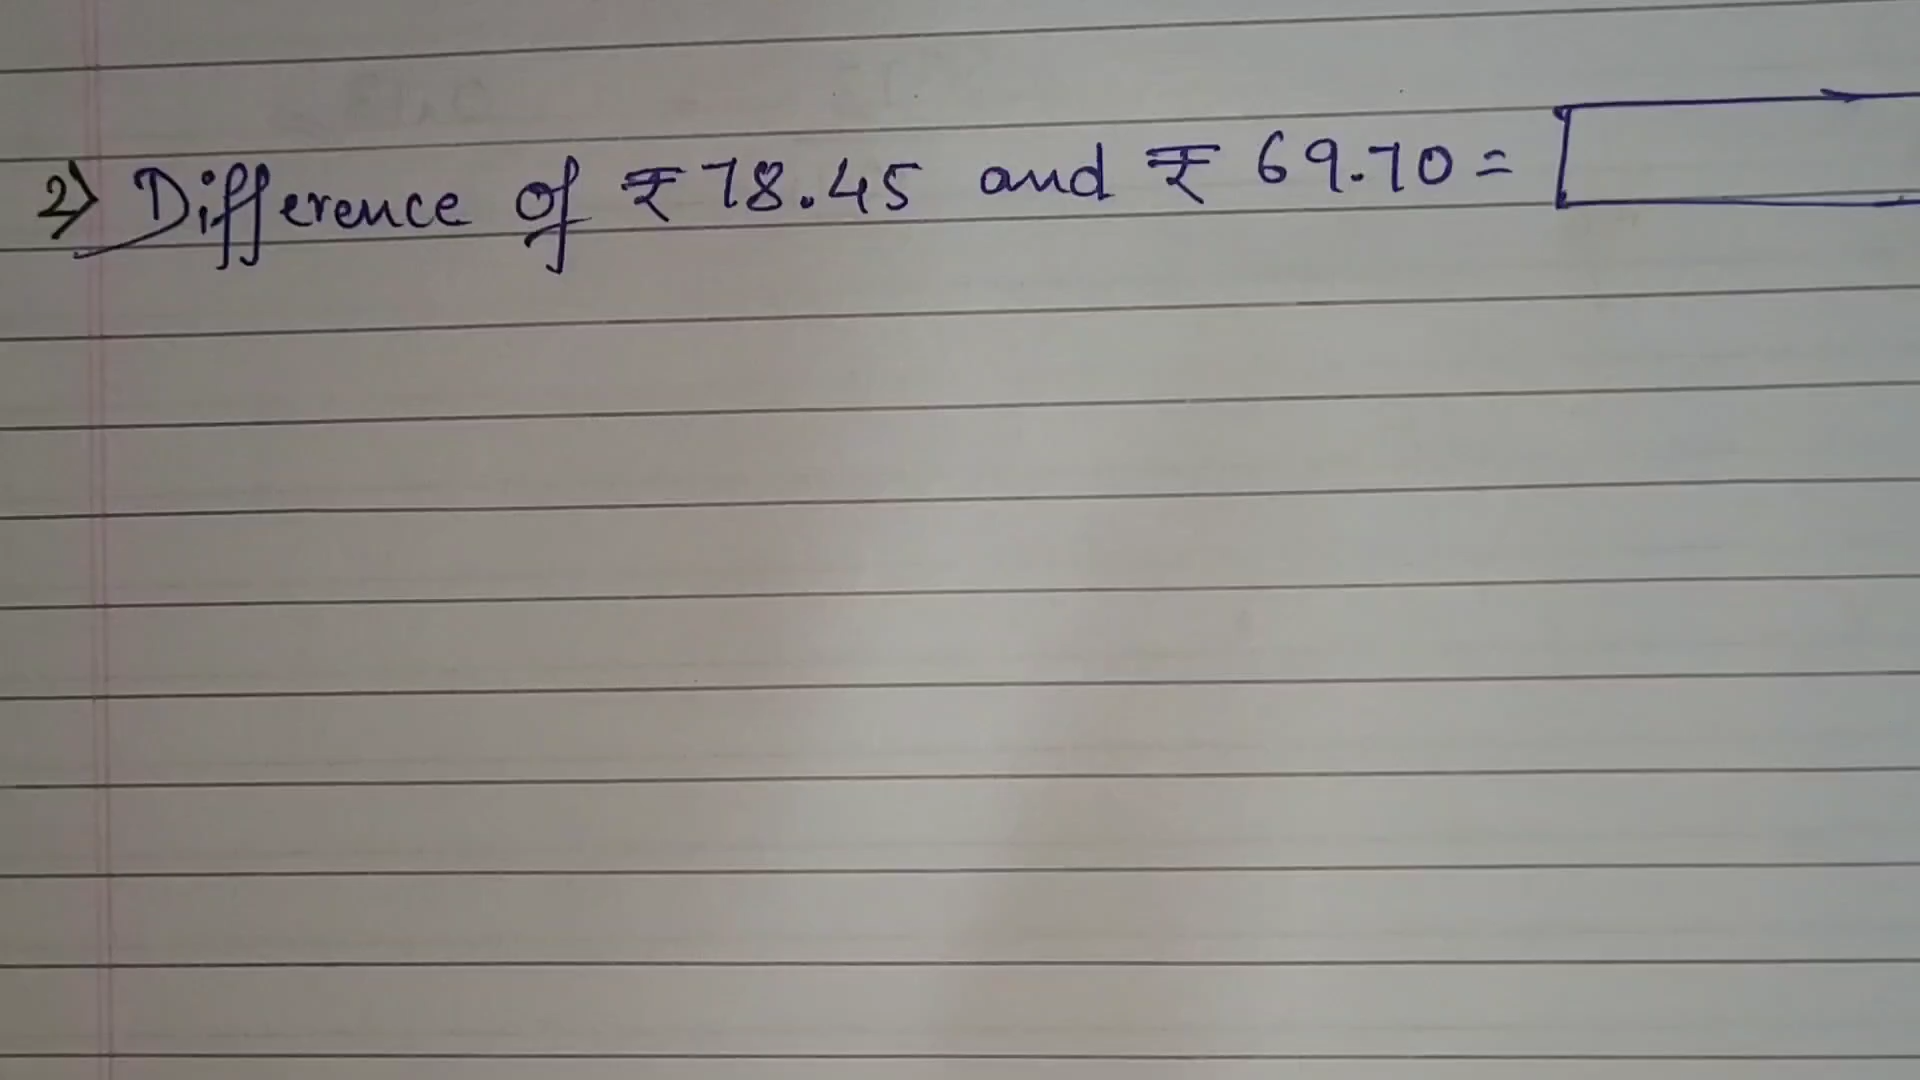 2) Difference of ₹ 78.45 and ₹ 69.70 =